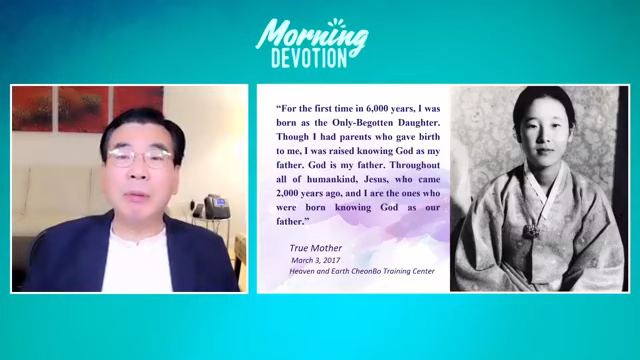 Morning
DEVOTION
“For the first time in 6,000 years, I was
born as the Only-Begotten Daughter.
Though I had parents who gave birth
to me, I was raised knowing God as my
father. God is my father. Throughout
all of humankind, Jesus, who came
2,000 years ago, and I are the ones who
were born knowing God as our
father.”
True Mother
March 3, 2017
Heaven and Earth CheonBo Training Center